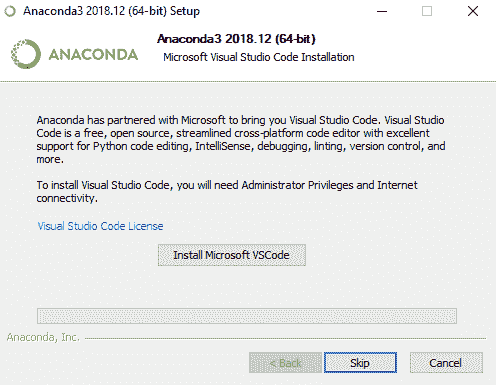 Anaconda3 2018.12 (64-bit) Setup
ANACONDA
Anaconda3 2018.12 (64-bit)
Microsoft Visual Studio Code Installation
Anaconda has partnered with Microsoft to bring you Visual Studio Code. Visual Studio
Code is a free, open source, streamlined cross-platform code editor with excellent
support for Python code editing, IntelliSense, debugging, linting, version control, and
more.
To install Visual Studio Code, you will need Administrator Privileges and Internet
connectivity.
Visual Studio Code License
Install Microsoft VSCode
Anaconda, Inc.
< Back
Skip
Cancel